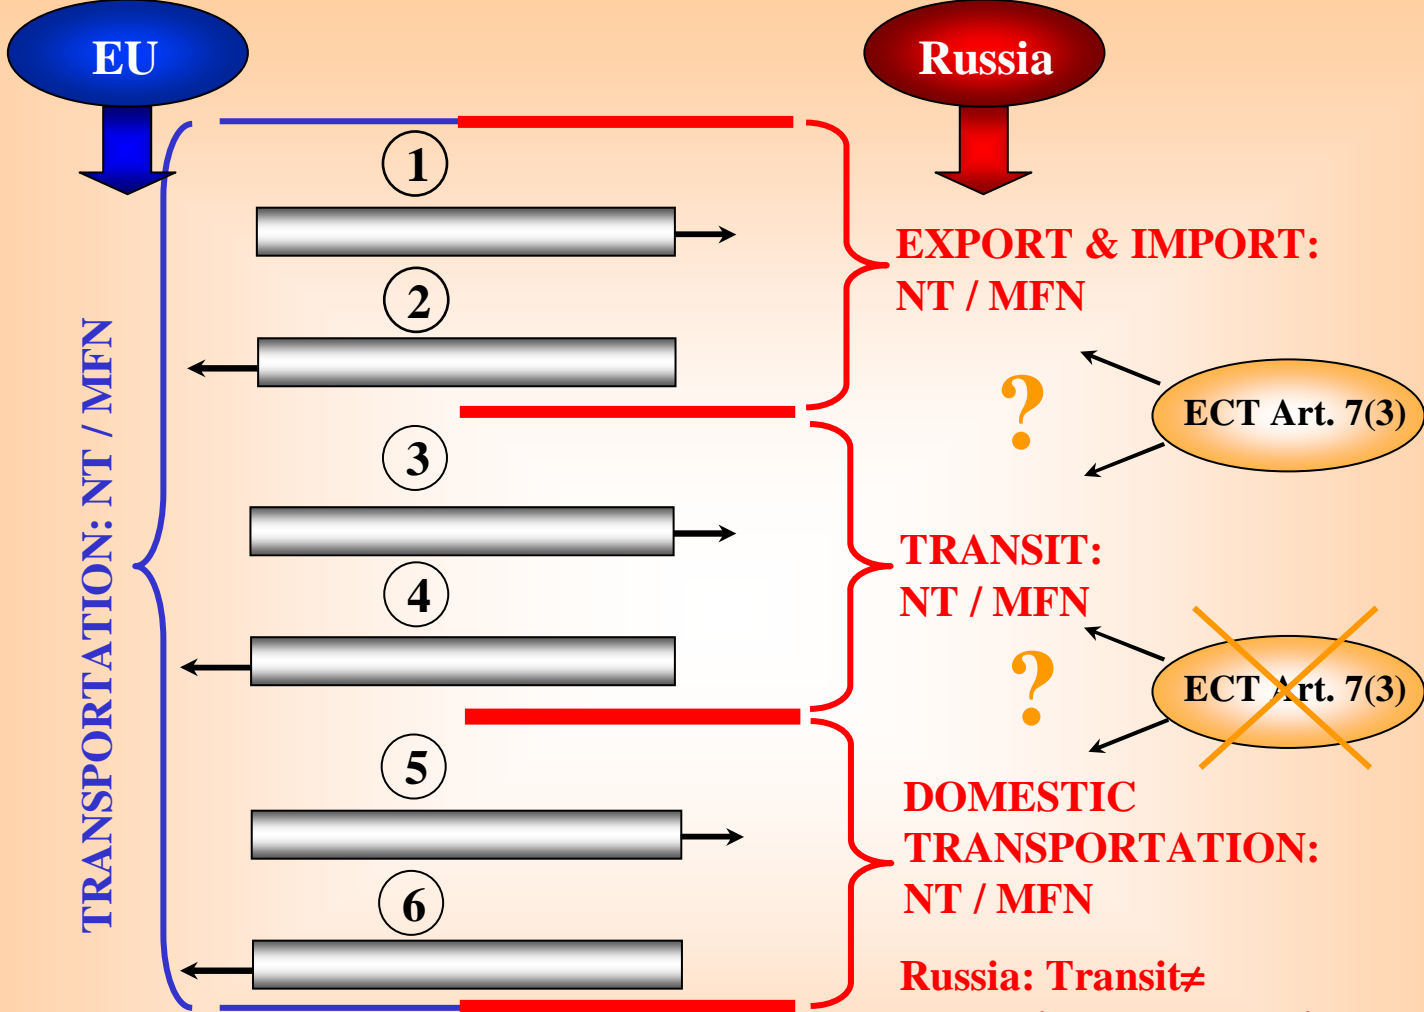 EU
Russia
TRANSPORTATION: NT / MFN
1
2
3
4
5
6
EXPORT & IMPORT:
NT / MFN
?
ECT Art. 7(3)
TRANSIT:
NT / MFN
?
ECT Art. 7(3)
DOMESTIC
TRANSPORTATION:
NT / MFN
Russia: Transit≠